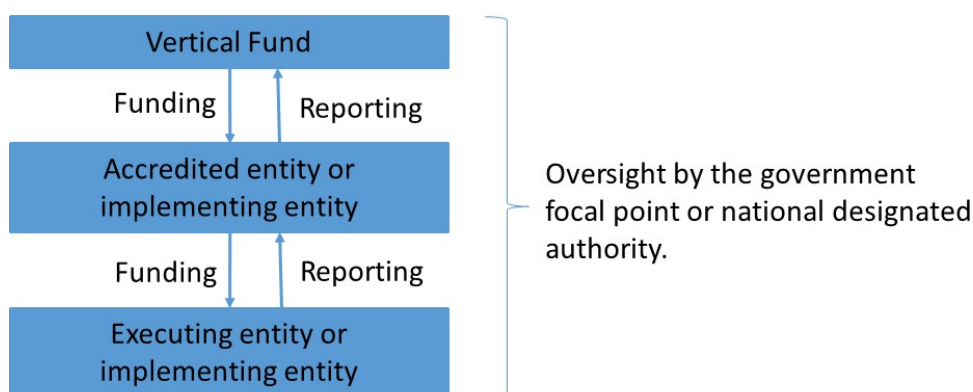 Vertical Fund
Funding
Reporting
Accredited entity or
implementing entity
Oversight by the government
focal point or national designated
authority.
Funding
Reporting
Executing entity or
implementing entity